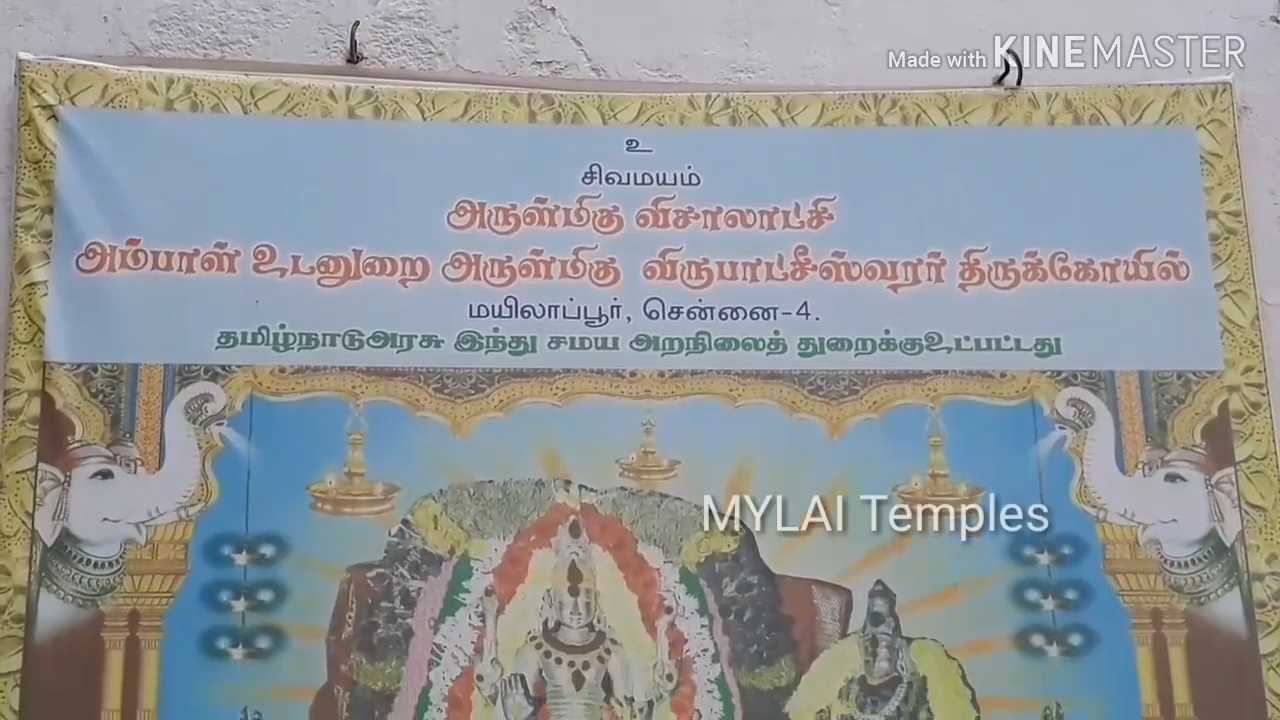 Made with KINEMASTER
உ
சிவமயம்
அருள்மிகு விசாலாட்சி
அம்பாள் உடனுறை அருள்மிகு விருபாட்சீஸ்வரர் திருக்கோயில்
மயிலாப்பூர், சென்னை-4.
தமிழ்நாடுஅரசு இந்து சமய அறநிலைத் துறைக்குஉட்பட்டது
MYLAI Temples